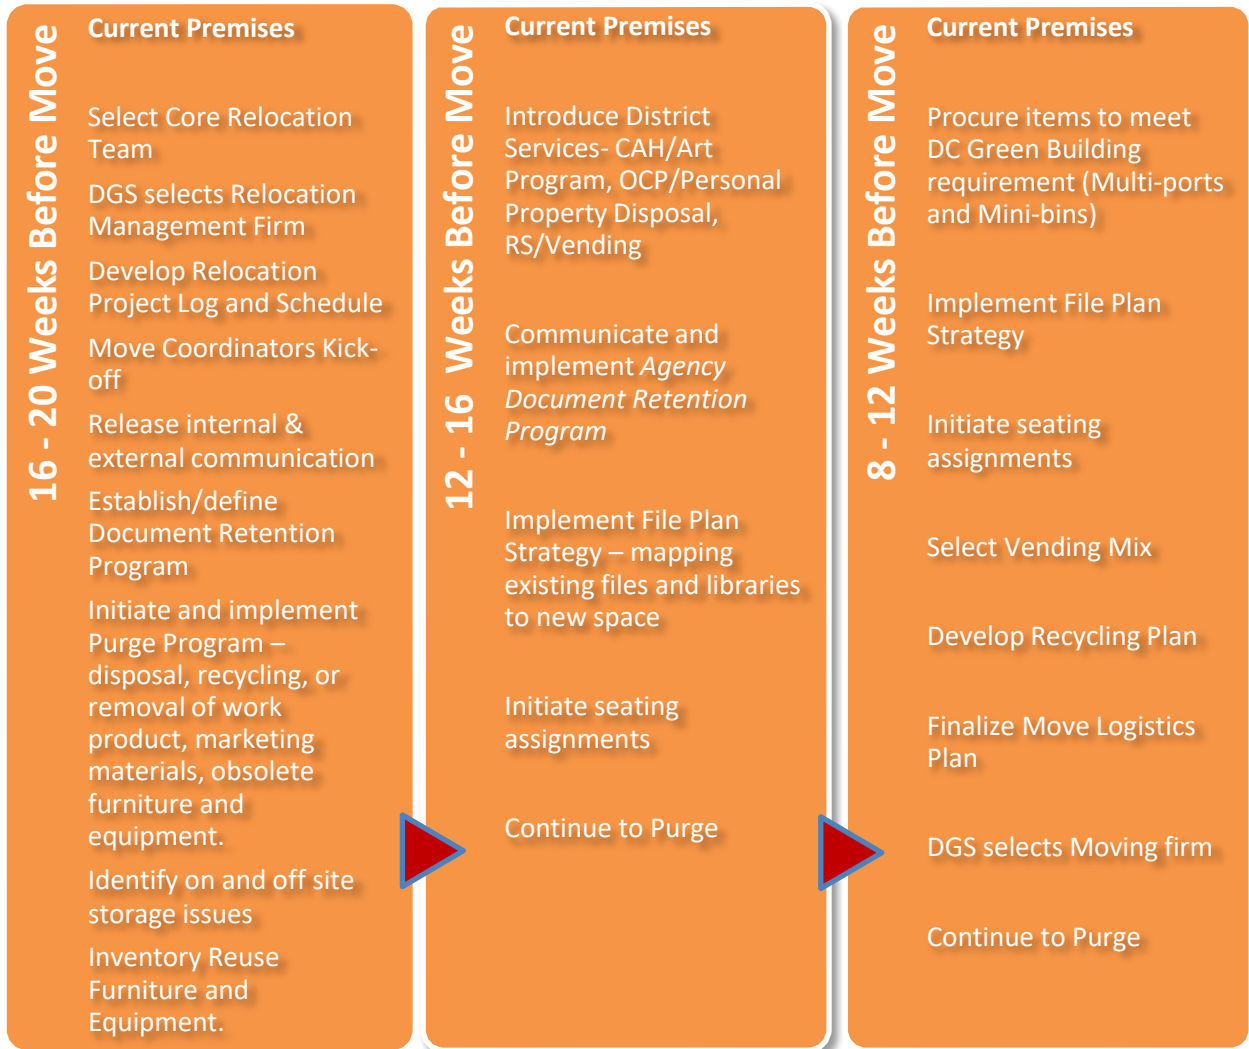 16 - 20 Weeks Before Move
Current Premises
Select Core Relocation
Team
DGS selects Relocation
Management Firm
Develop Relocation
Project Log and Schedule
Move Coordinators Kick-
off
Release internal &
external communication
Establish/define
Document Retention
Program
Initiate and implement
Purge Program –
disposal, recycling, or
removal of work
product, marketing
materials, obsolete
furniture and
equipment.
Identify on and off site
storage issues
Inventory Reuse
Furniture and
Equipment.
12 - 16 Weeks Before Move
Current Premises
Introduce District
Services- CAH/Art
Program, OCP/Personal
Property Disposal,
RS/Vending
Communicate and
implement Agency
Document Retention
Program
Implement File Plan
Strategy – mapping
existing files and libraries
to new space
Initiate seating
assignments
Continue to Purge
8 - 12 Weeks Before Move
Current Premises
Procure items to meet
DC Green Building
requirement (Multi-ports
and Mini-bins)
Implement File Plan
Strategy
Initiate seating
assignments
Select Vending Mix
Develop Recycling Plan
Finalize Move Logistics
Plan
DGS selects Moving firm
Continue to Purge